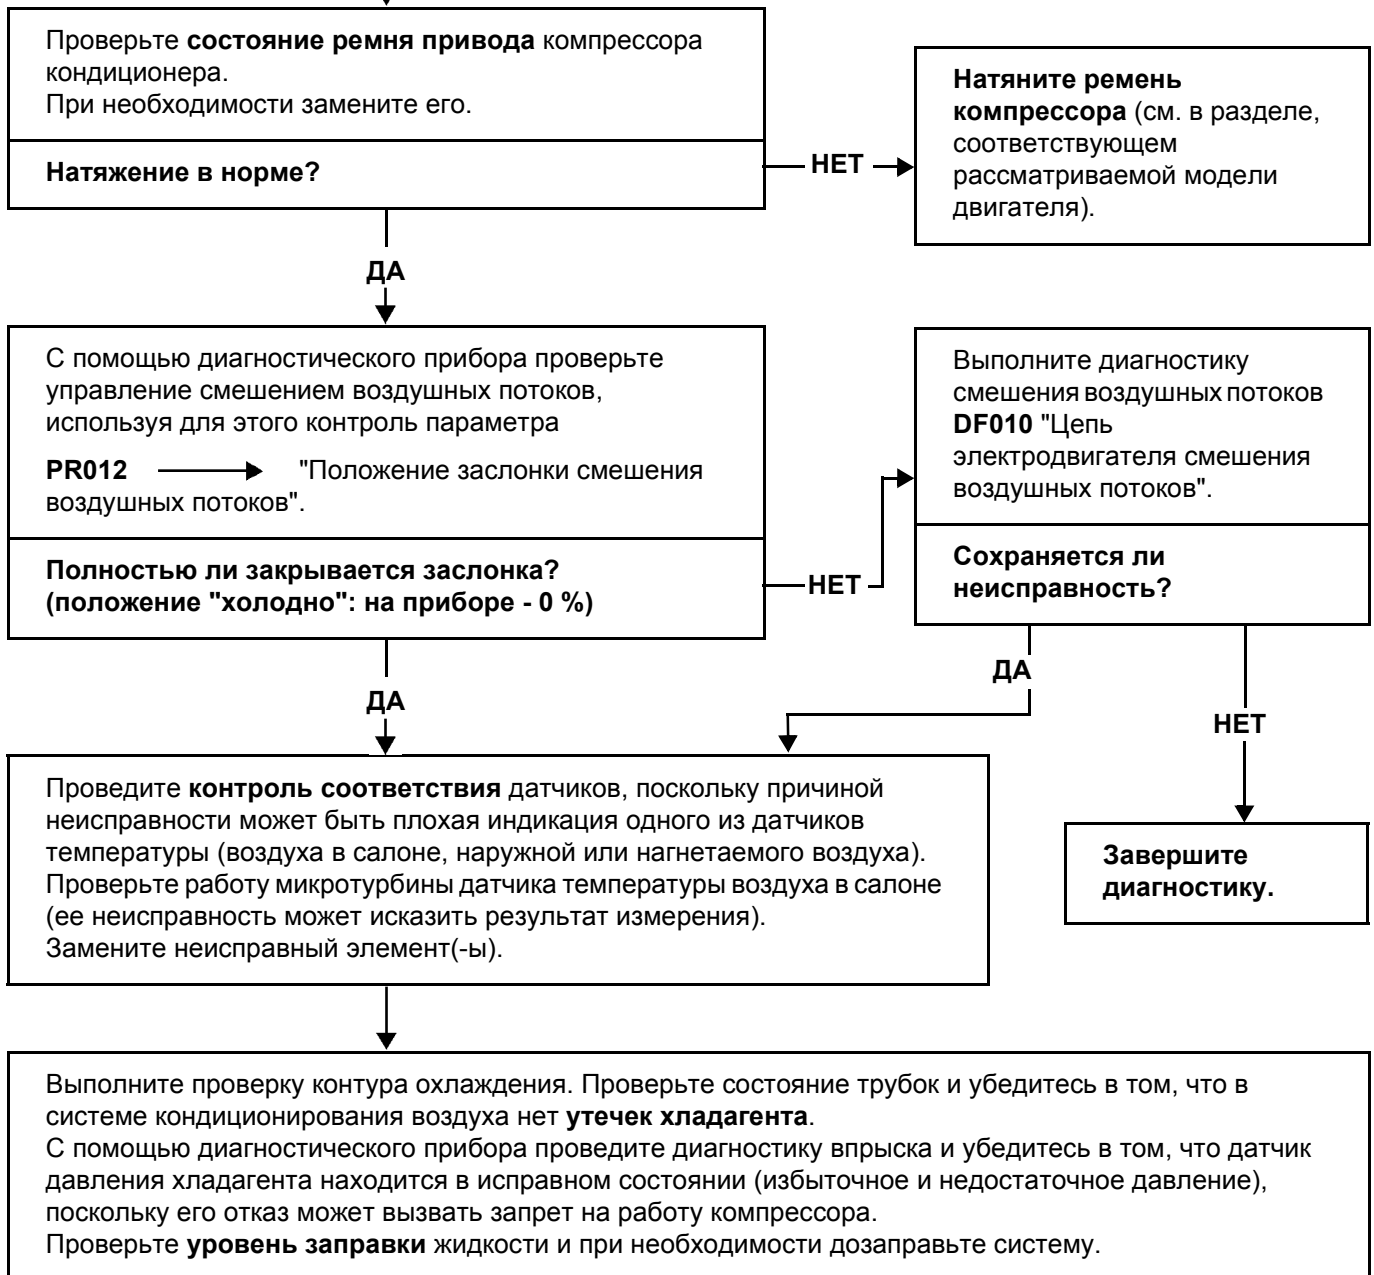 Проверьте состояние ремня привода компрессора
кондиционера.
При необходимости замените его.
Натяжение в норме?
НЕТ
Натяните ремень
компрессора (см. в разделе,
соответствующем
рассматриваемой модели
двигателя).
ДА
С помощью диагностического прибора проверьте
управление смешением воздушных потоков,
используя для этого контроль параметра
PR012 "Положение заслонки смешения
воздушных потоков".
Полностью ли закрывается заслонка?
(положение "холодно": на приборе - 0 %)
НЕТ
Выполните диагностику
смешения воздушных потоков
DF010 "Цепь
электродвигателя смешения
воздушных потоков".
Сохраняется ли
неисправность?
ДА
ДА
НЕТ
Проведите контроль соответствия датчиков, поскольку причиной
неисправности может быть плохая индикация одного из датчиков
температуры (воздуха в салоне, наружной или нагнетаемого воздуха).
Проверьте работу микротурбины датчика температуры воздуха в салоне
(ее неисправность может исказить результат измерения).
Замените неисправный элемент(-ы).
Завершите
диагностику.
Выполните проверку контура охлаждения. Проверьте состояние трубок и убедитесь в том, что в
системе кондиционирования воздуха нет утечек хладагента.
С помощью диагностического прибора проведите диагностику впрыска и убедитесь в том, что датчик
давления хладагента находится в исправном состоянии (избыточное и недостаточное давление),
поскольку его отказ может вызвать запрет на работу компрессора.
Проверьте уровень заправки жидкости и при необходимости дозаправьте систему.